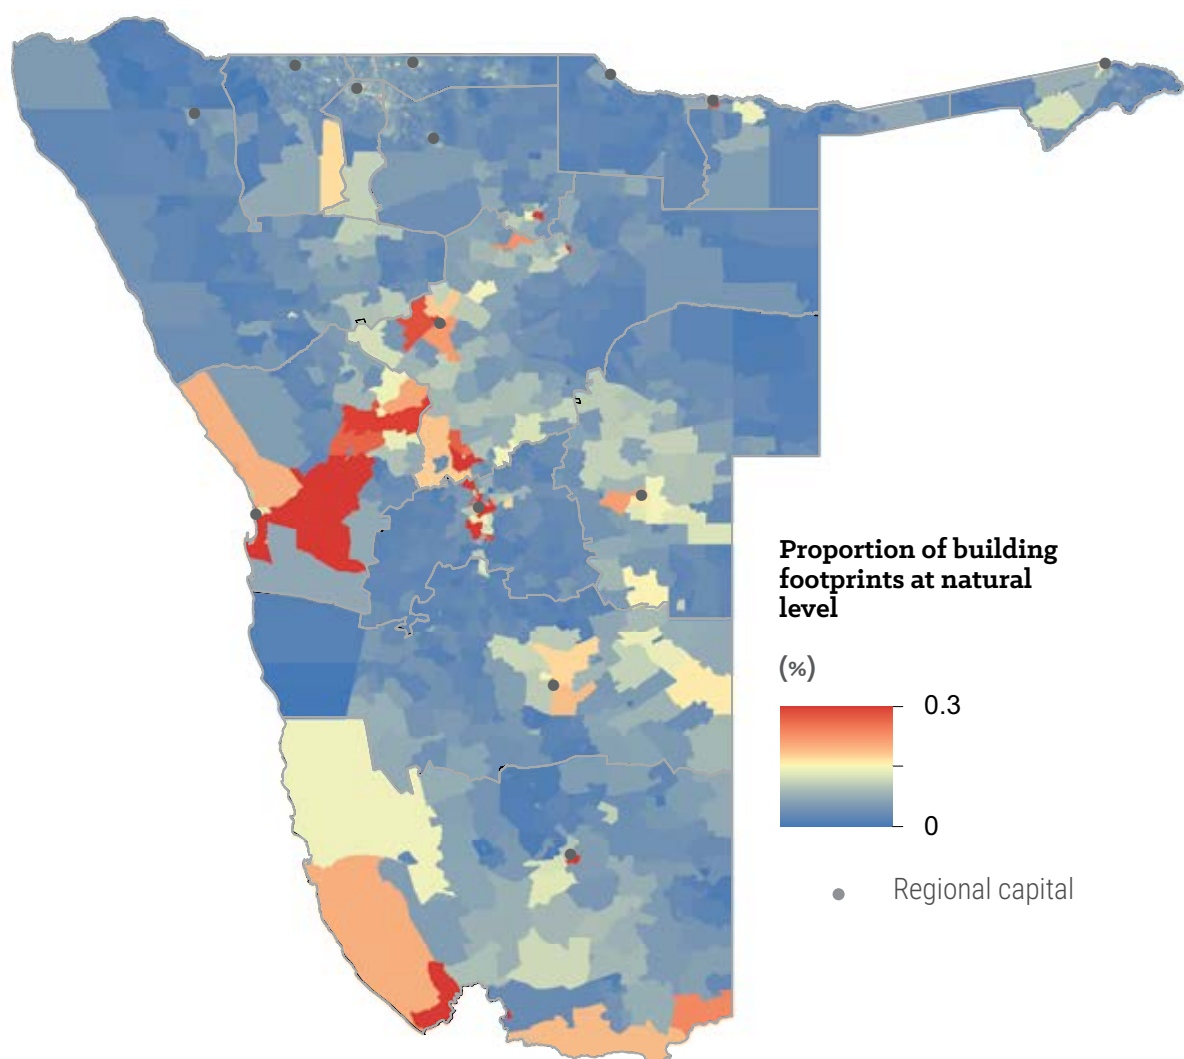 Proportion of building
footprints at natural
level
(%)
0.3
0
Regional capital